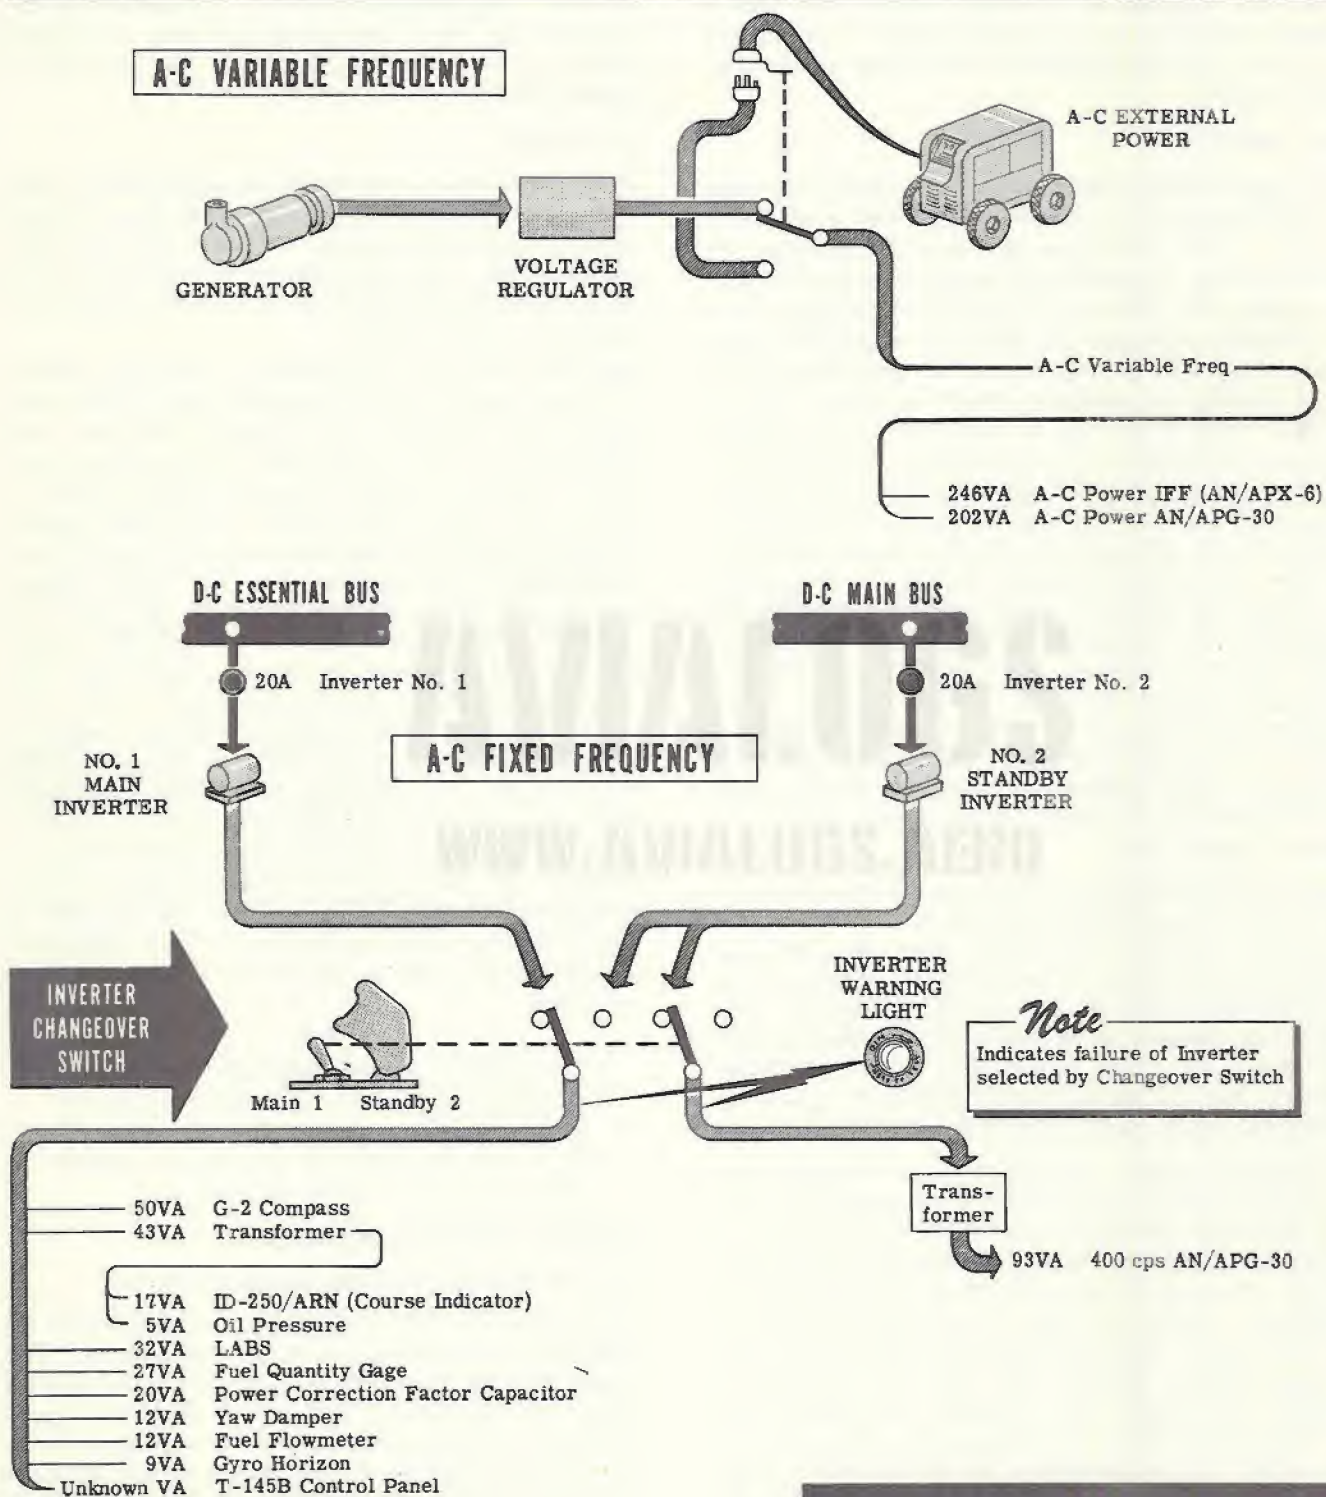 A-C VARIABLE FREQUENCY
A-C EXTERNAL
POWER
GENERATOR
VOLTAGE
REGULATOR
A-C Variable Freq
246VA A-C Power IFF (AN/APX-6)
202VA A-C Power AN/APG-30
D-C ESSENTIAL BUS
D-C MAIN BUS
20A Inverter No. 1
20A Inverter No. 2
AVIALOGS
NO. 1
MAIN
INVERTER
A-C FIXED FREQUENCY
NO. 2
STANDBY
INVERTER
WWW.AVIALOGS.AERO
INVERTER
CHANGEOVER
SWITCH
Main 1 Standby 2
INVERTER
WARNING
LIGHT
Note
Indicates failure of Inverter
selected by Changeover Switch
Trans-
former
93VA 400 cps AN/APG-30
50VA G-2 Compass
43VA Transformer
17VA ID-250/ARN (Course Indicator)
5VA Oil Pressure
32VA LABS
27VA Fuel Quantity Gage
20VA Power Correction Factor Capacitor
12VA Yaw Damper
12VA Fuel Flowmeter
9VA Gyro Horizon
Unknown VA T-145B Control Panel